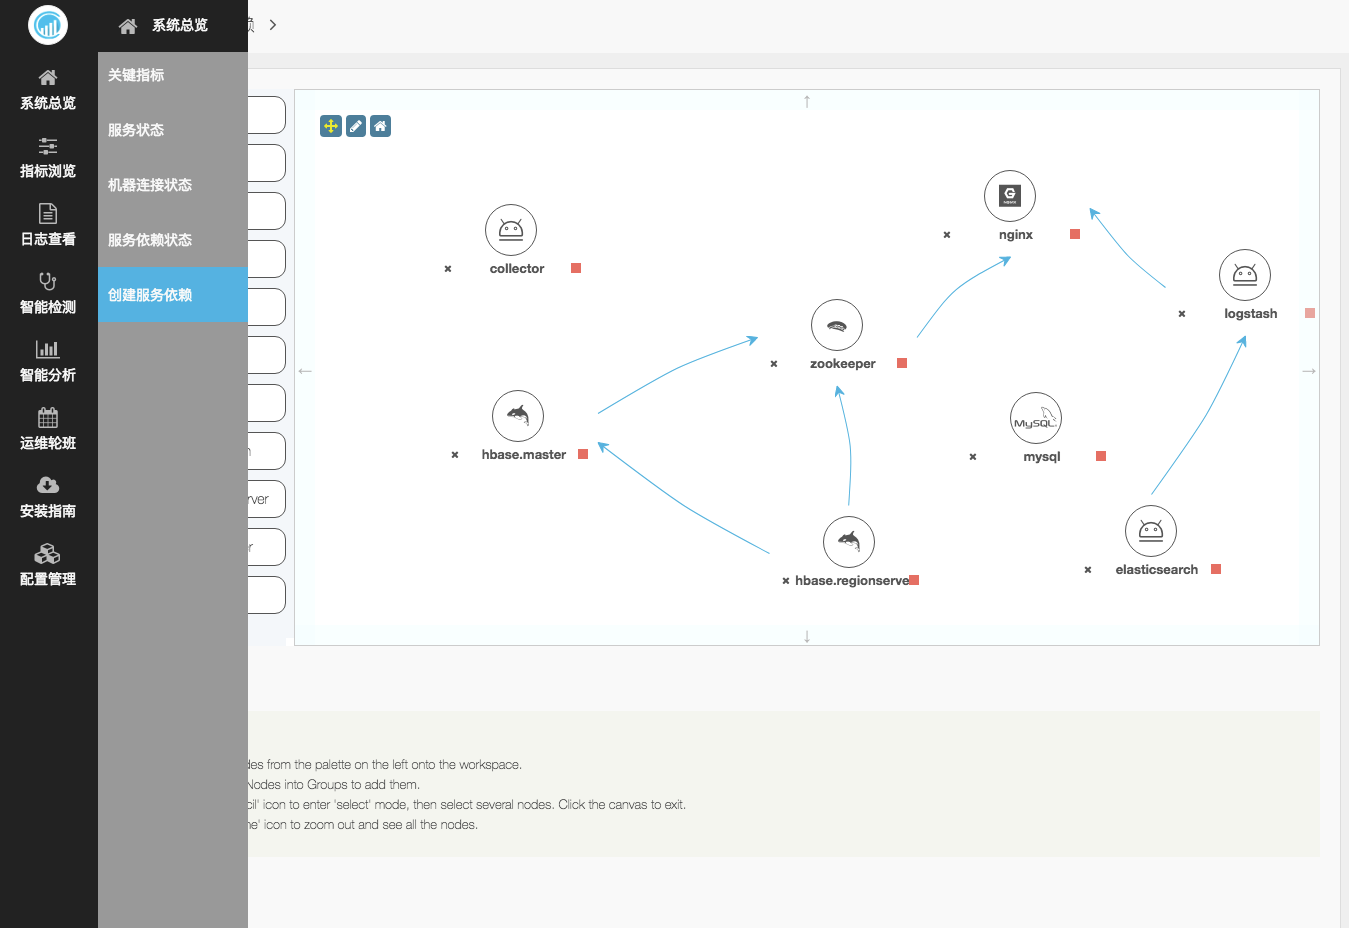 系统总览
赖
系统总览
指标浏览
日志查看
智能检测
智能分析
运维轮班
安装指南
配置管理
关键指标
服务状态
机器连接状态
服务依赖状态
创建服务依赖
collector
nginx
logstash
zookeeper
hbase.master
MySQL
mysql
hbase.regionserve
elasticsearch
rver
r
des from the palette on the left onto the workspace.
Nodes into Groups to add them.
cil' icon to enter 'select' mode, then select several nodes. Click the canvas to exit.
ne' icon to zoom out and see all the nodes.